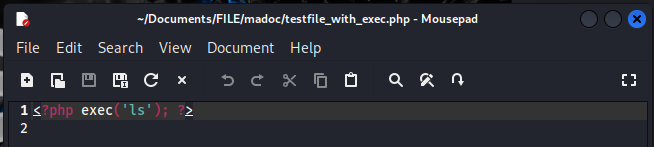 ~/Documents/FILE/madoc/testfile_with_exec.php - Mousepad
File Edit Search View Document Help
1 <?php exec('ls'); ?>
2